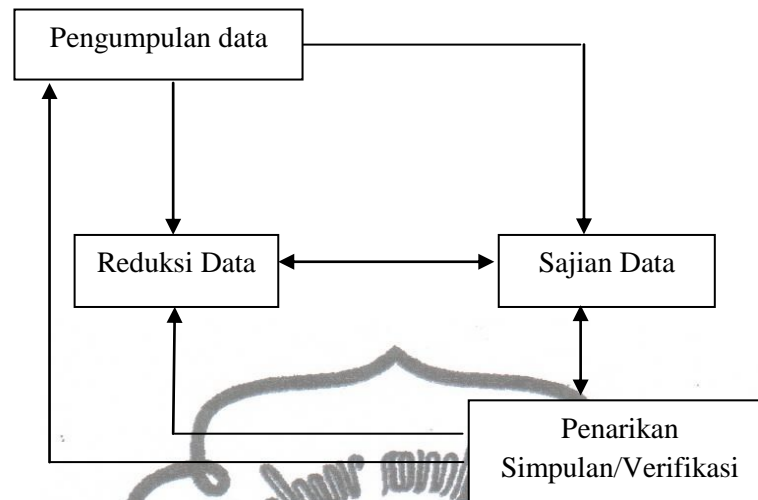 Pengumpulan data
Reduksi Data
Sajian Data
Penarikan
Simpulan/Verifikasi